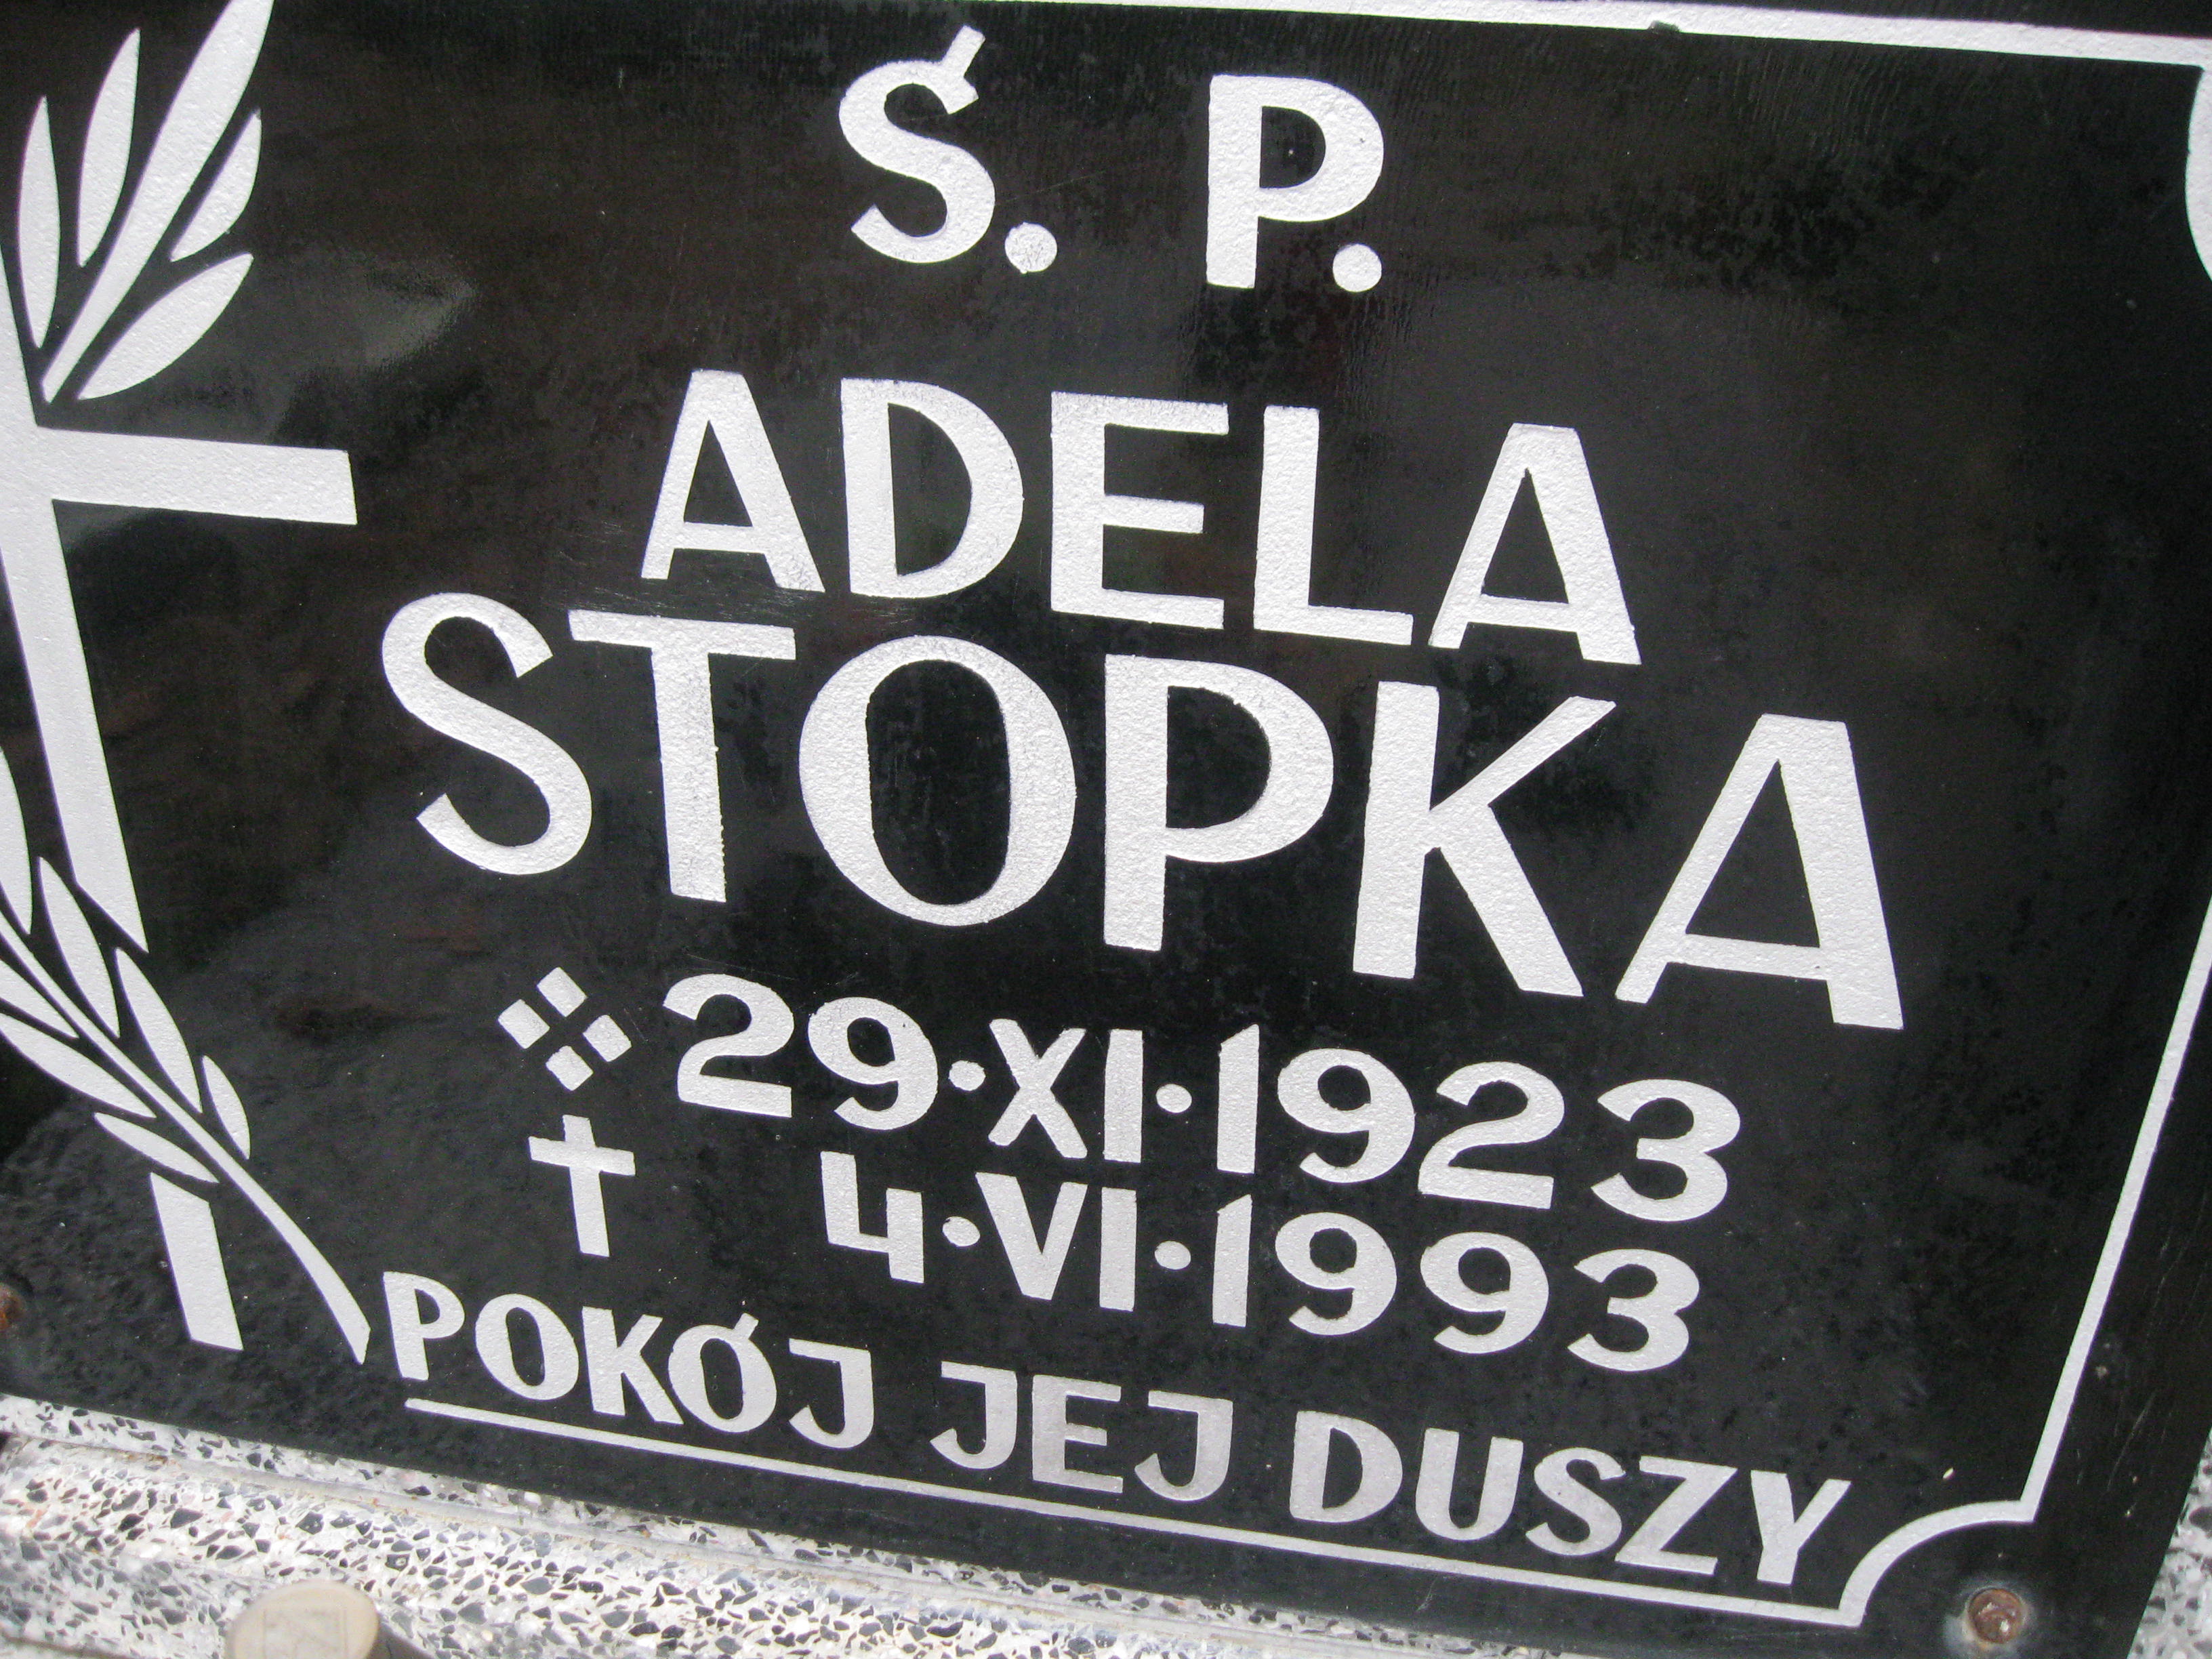 Ś. P.
ADELA
STOPKA
29·XI·1923
✝ 4·VI·1993
POKÓJ JEJ DUSZY